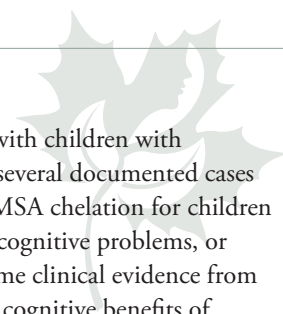 with children with
several documented cases
MSA chelation for children
cognitive problems, or
me clinical evidence from
cognitive benefits of